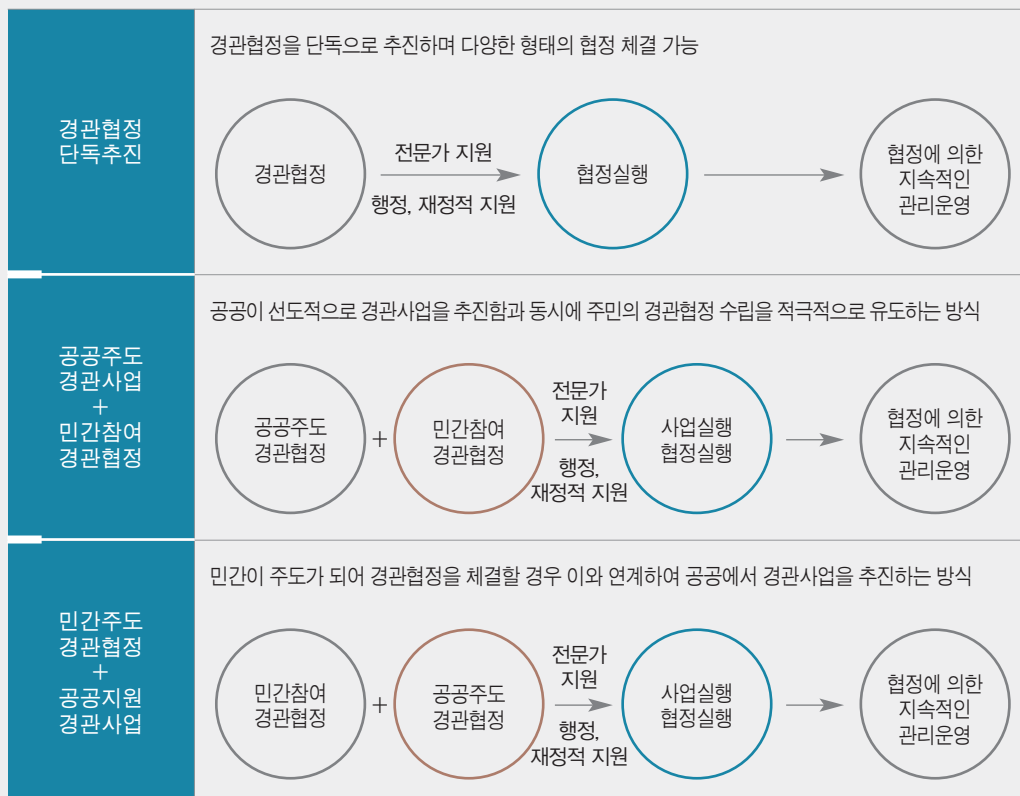 경관협정
단독추진
경관협정을 단독으로 추진하며 다양한 형태의 협정 체결 가능
경관협정
전문가 지원
행정, 재정적 지원
협정실행
협정에 의한
지속적인
관리운영
공공주도
경관사업
+
민간참여
경관협정
공공이 선도적으로 경관사업을 추진함과 동시에 주민의 경관협정 수립을 적극적으로 유도하는 방식
공공주도
경관협정
+
민간참여
경관협정
전문가
지원
행정,
재정적 지원
사업실행
협정실행
협정에 의한
지속적인
관리운영
민간주도
경관협정
+
공공지원
경관사업
민간이 주도가 되어 경관협정을 체결할 경우 이와 연계하여 공공에서 경관사업을 추진하는 방식
민간참여
경관협정
+
공공주도
경관협정
전문가
지원
행정,
재정적 지원
사업실행
협정실행
협정에 의한
지속적인
관리운영